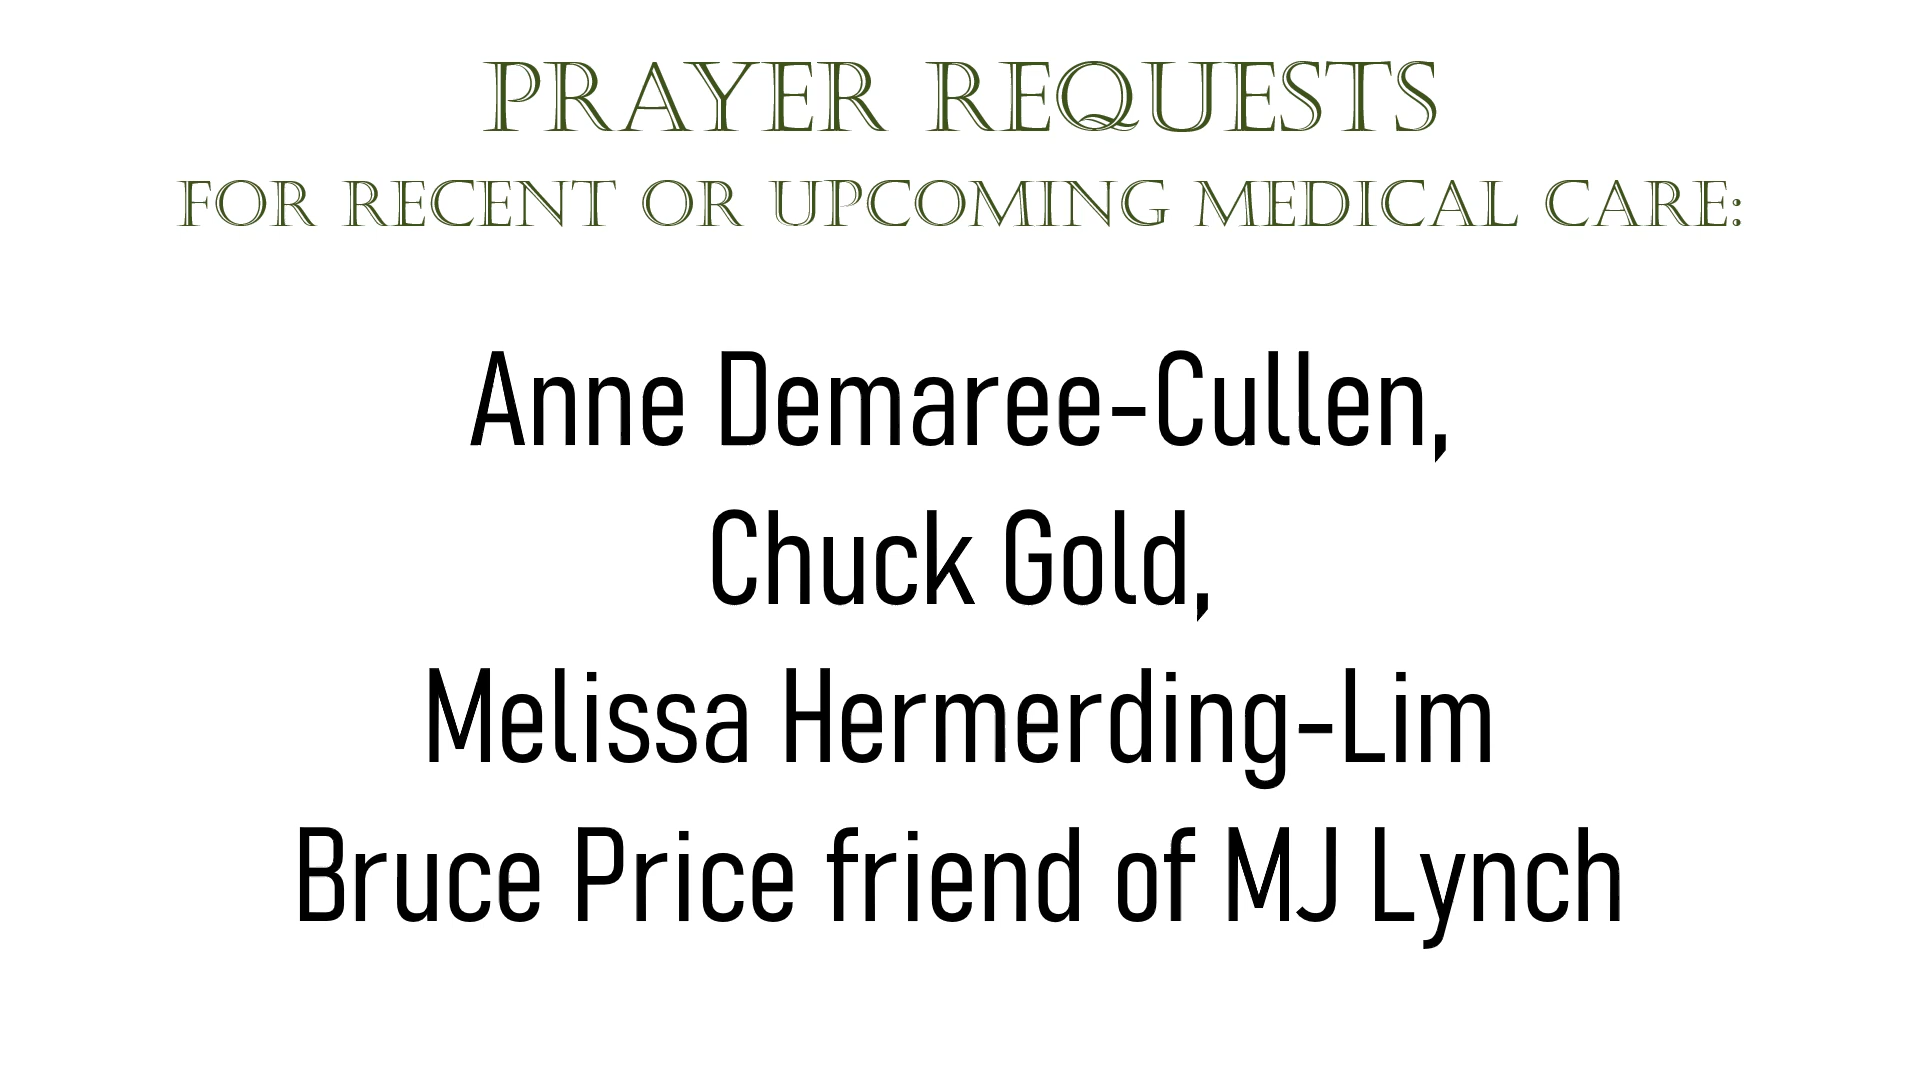 PRAYER REQUESTS
FOR RECENT OR UPCOMING MEDICAL CARE:
Anne Demaree-Cullen,
Chuck Gold,
Melissa Hermerding-Lim
Bruce Price friend of MJ Lynch